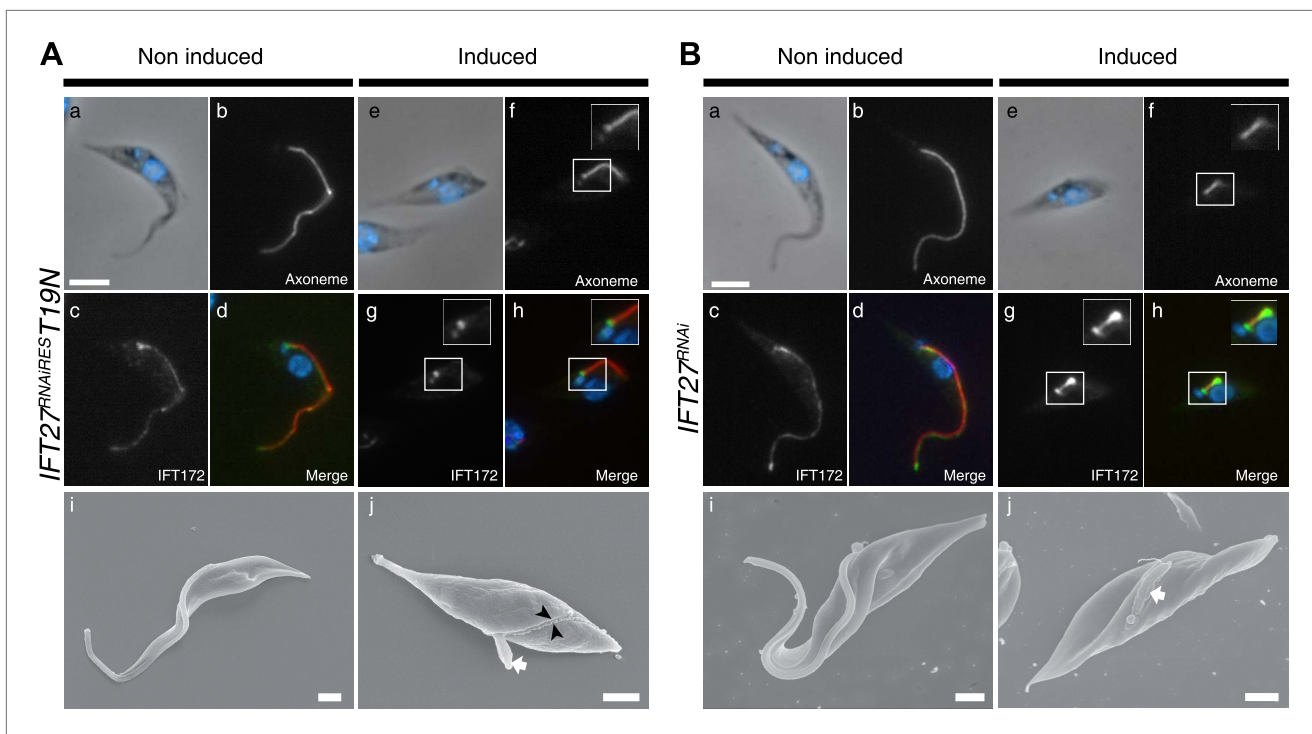 A
Non induced
Induced
IFT27RNAiREST19N
a
b
Axoneme
e
f
Axoneme
c
IFT172
d
Merge
g
IFT172
h
Merge
i
j
B
Non induced
Induced
IFT27RNAi
a
b
Axoneme
e
f
Axoneme
c
IFT172
d
Merge
g
IFT172
h
Merge
i
j